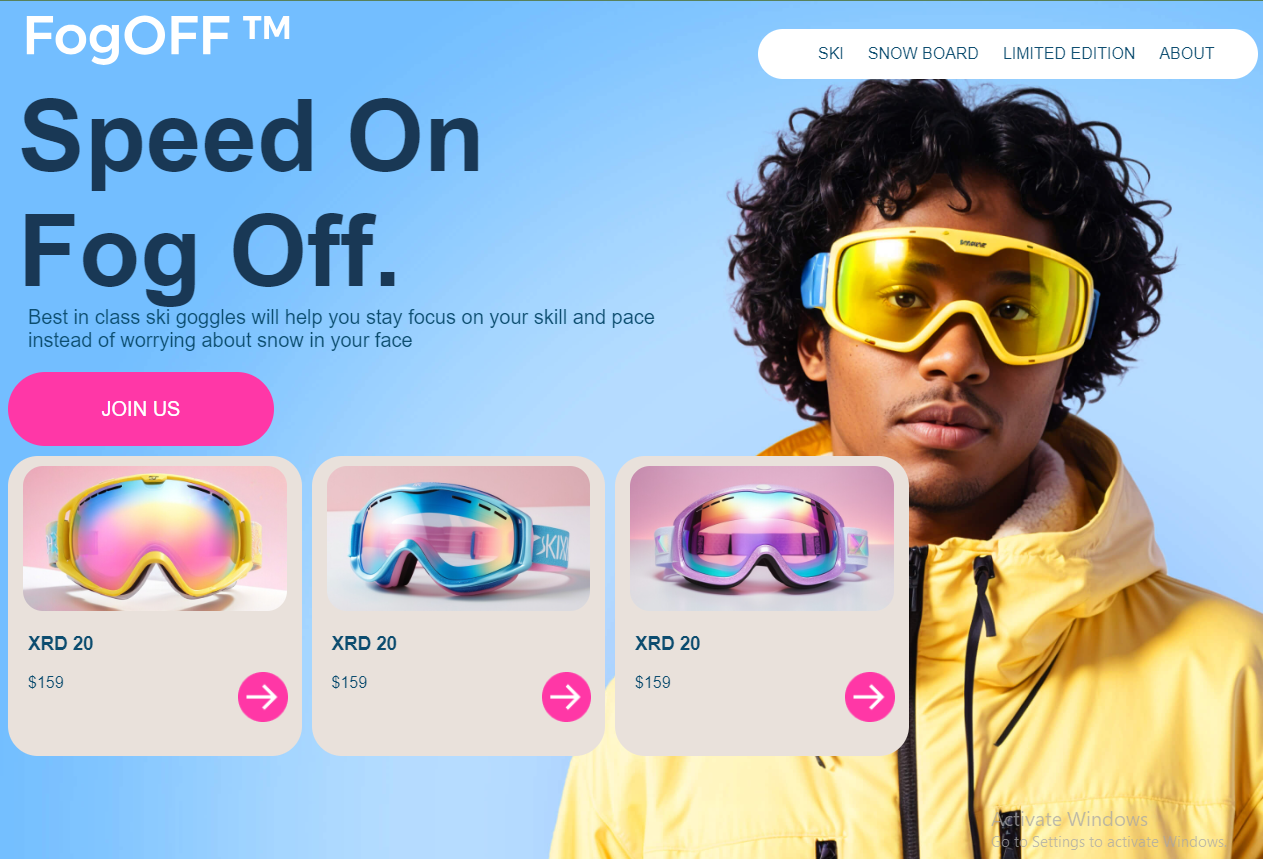 FogOFF ™
SKI SNOW BOARD LIMITED EDITION ABOUT
Speed On
Fog Off.
Best in class ski goggles will help you stay focus on your skill and pace
instead of worrying about snow in your face
JOIN US
XRD 20
$159
XRD 20
$159
XRD 20
$159
Activate Windows
Go to Settings to activate Windows.